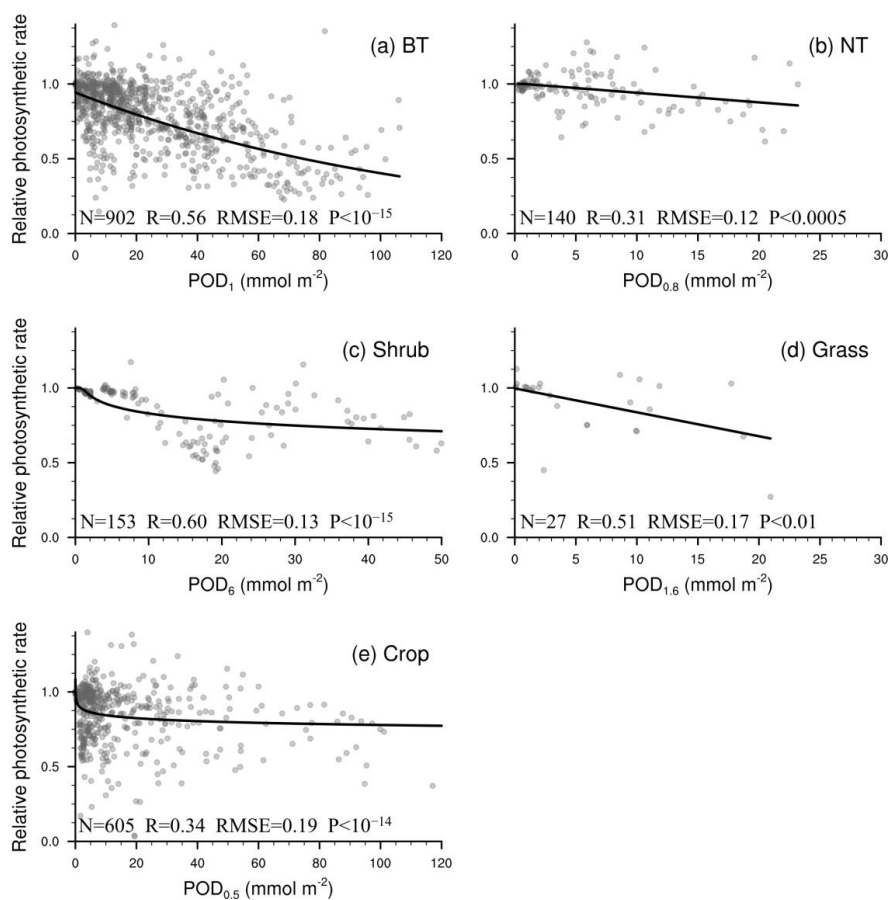 Relative photosynthetic rate
1.0
0.5
0.0
(a) BT
N=902 R=0.56 RMSE=0.18 P<10⁻¹⁵
0 20 40 60 80 100 120
POD₁ (mmol m⁻²)
1.0
0.5
0.0
(b) NT
N=140 R=0.31 RMSE=0.12 P<0.0005
0 5 10 15 20 25 30
POD₀.₈ (mmol m⁻²)
Relative photosynthetic rate
1.0
0.5
0.0
(c) Shrub
N=153 R=0.60 RMSE=0.13 P<10⁻¹⁵
0 10 20 30 40 50
POD₆ (mmol m⁻²)
1.0
0.5
0.0
(d) Grass
N=27 R=0.51 RMSE=0.17 P<0.01
0 5 10 15 20 25 30
POD₁.₆ (mmol m⁻²)
Relative photosynthetic rate
1.0
0.5
0.0
(e) Crop
N=605 R=0.34 RMSE=0.19 P<10⁻¹⁴
0 20 40 60 80 100 120
POD₀.₅ (mmol m⁻²)